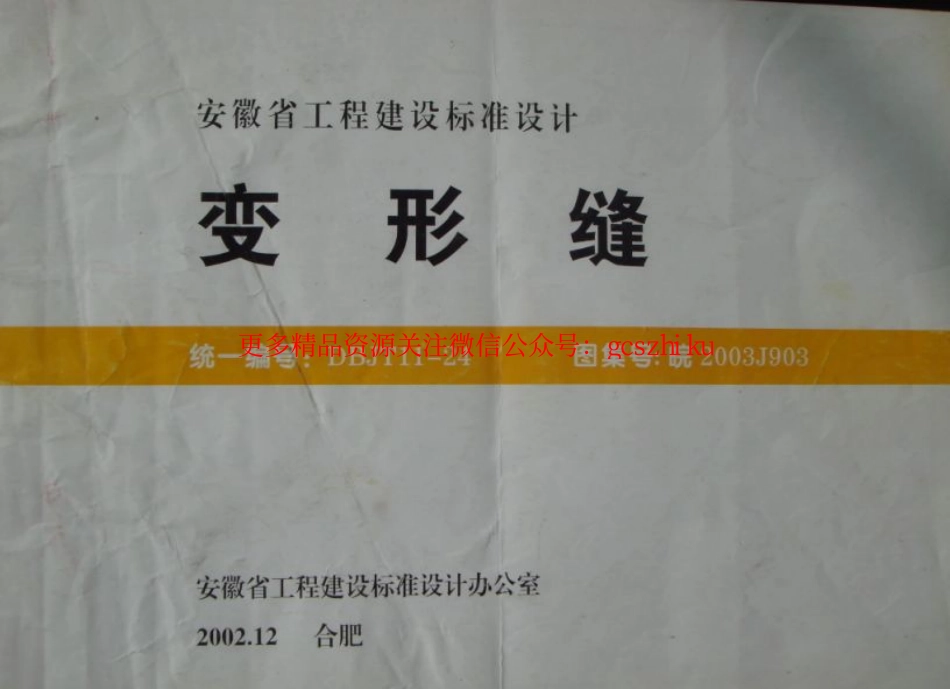 安徽省工程建设标准设计
变形缝
统一编号：DBJT11-24 图集号：皖2003J903
更多精品资源关注微信公众号：gcszhiku
安徽省工程建设标准设计办公室
2002.12 合肥